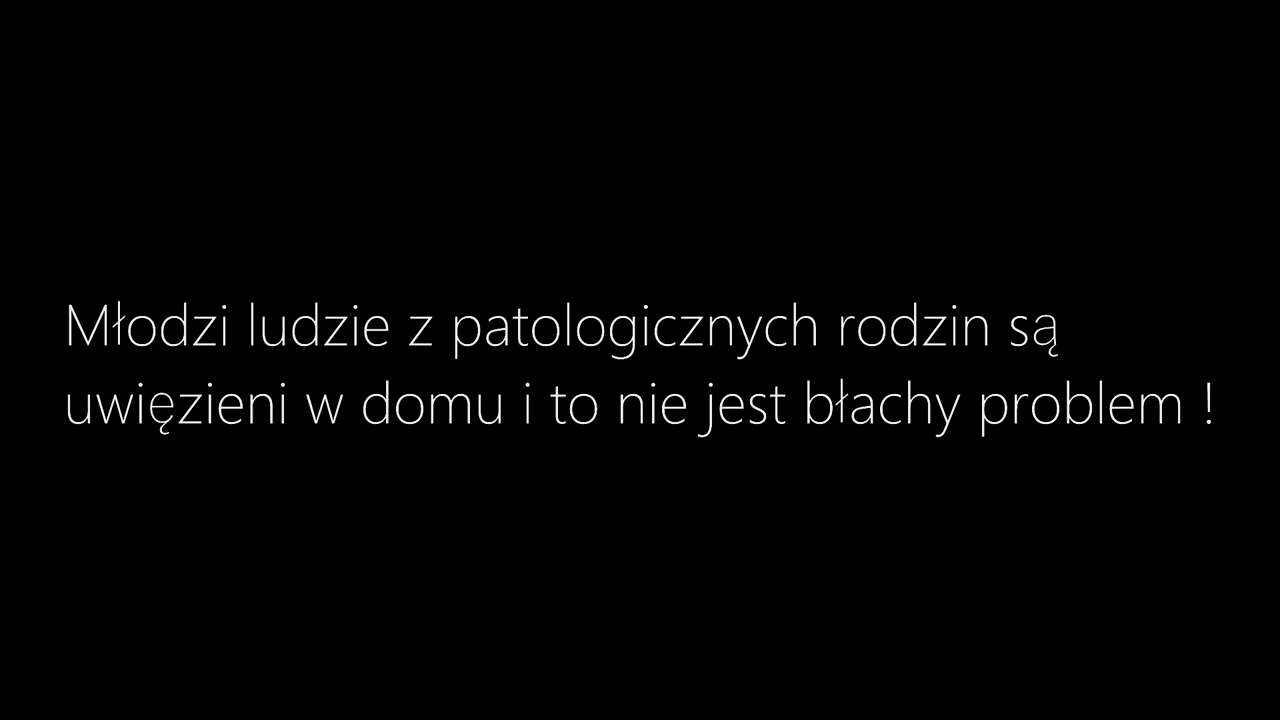 Młodzi ludzie z patologicznych rodzin są
uwięzieni w domu i to nie jest błachy problem !